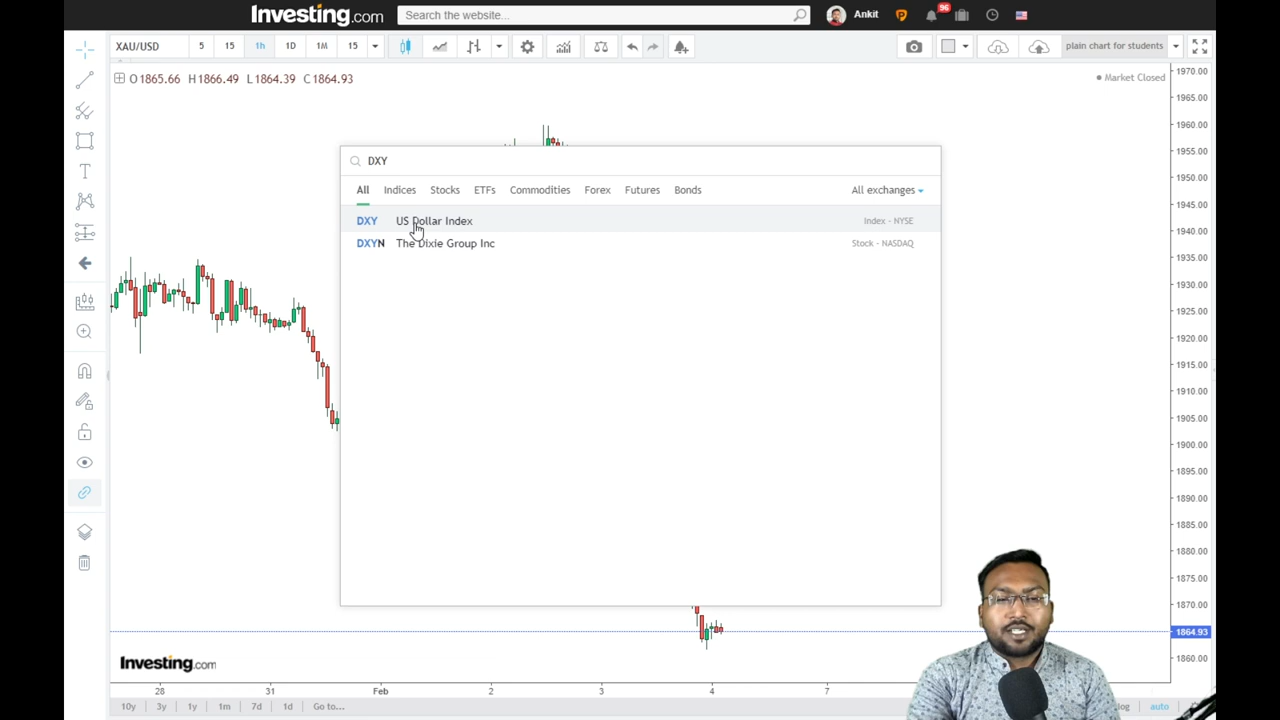 Investing.com
Search the website...
Ankit
96
XAU/USD 5 15 1h 1D 1M 15
plain chart for students
O1865.66 H1866.49 L1864.39 C1864.93
Market Closed
DXY
All Indices Stocks ETFs Commodities Forex Futures Bonds All exchanges
DXY US Dollar Index Index - NYSE
DXYN The Dixie Group Inc Stock - NASDAQ
1970.00
1965.00
1960.00
1955.00
1950.00
1945.00
1940.00
1935.00
1930.00
1925.00
1920.00
1915.00
1910.00
1905.00
1900.00
1895.00
1890.00
1885.00
1880.00
1875.00
1870.00
1864.93
1860.00
Investing.com
28 31 Feb 2 3 4 7
10y 3y 1y 1m 7d 1d Go to... log auto